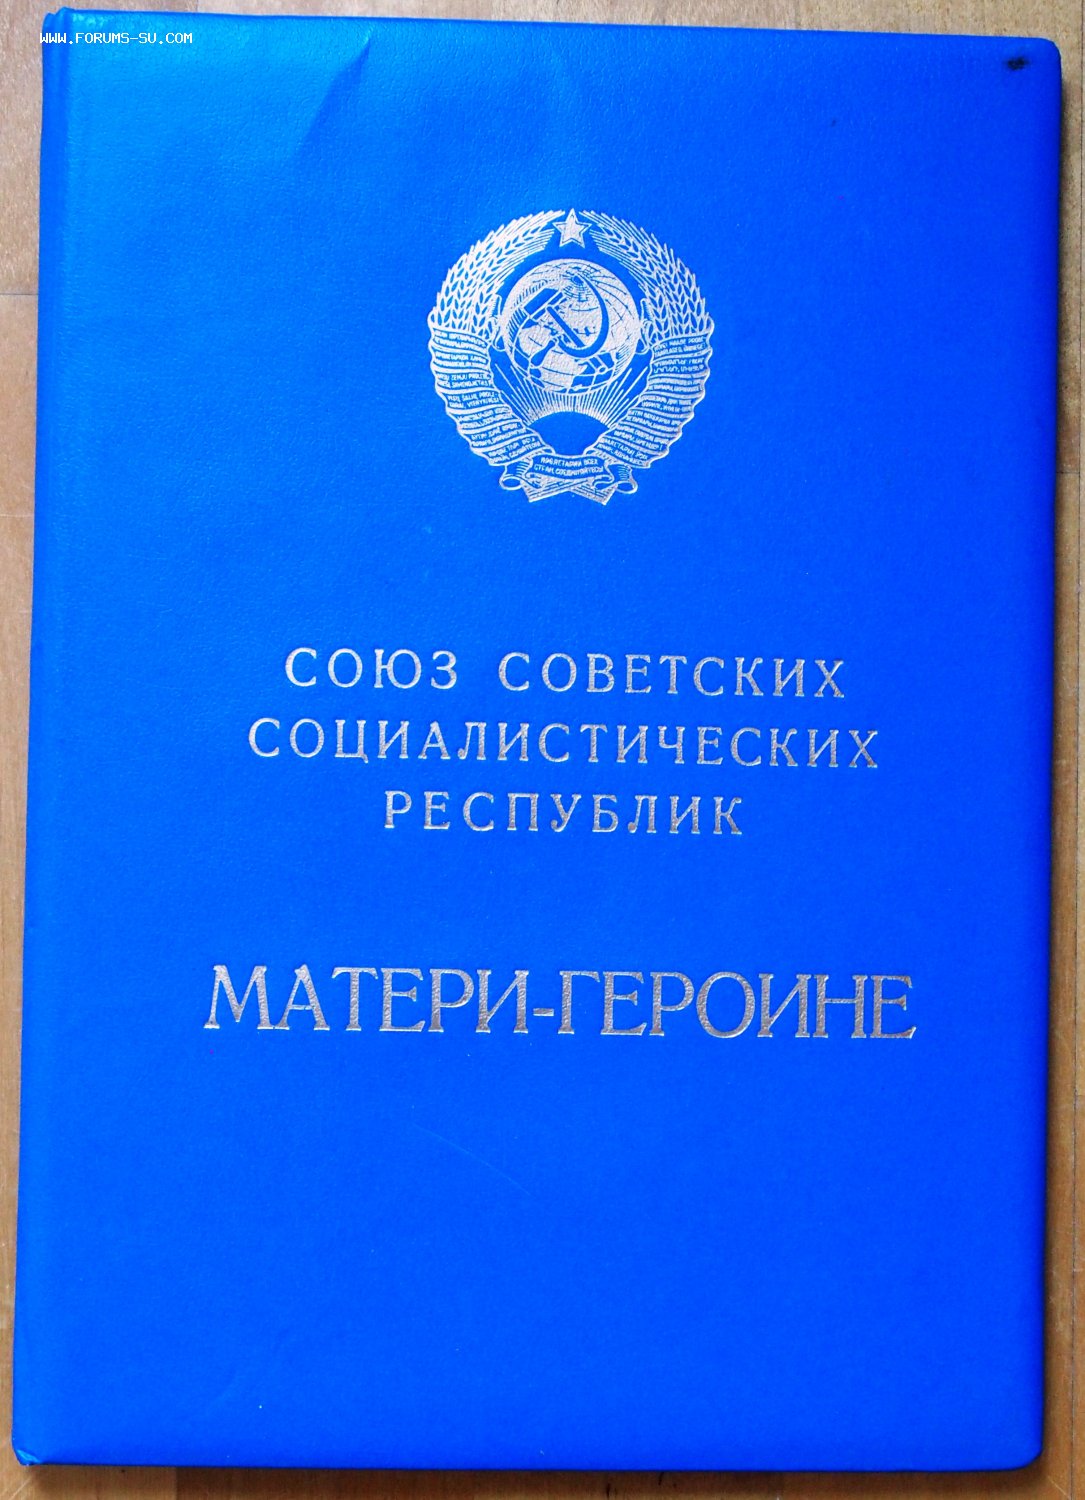 WWW.FORUMS-SU.COM
СОЮЗ СОВЕТСКИХ
СОЦИАЛИСТИЧЕСКИХ
РЕСПУБЛИК
МАТЕРИ-ГЕРОИНЕ